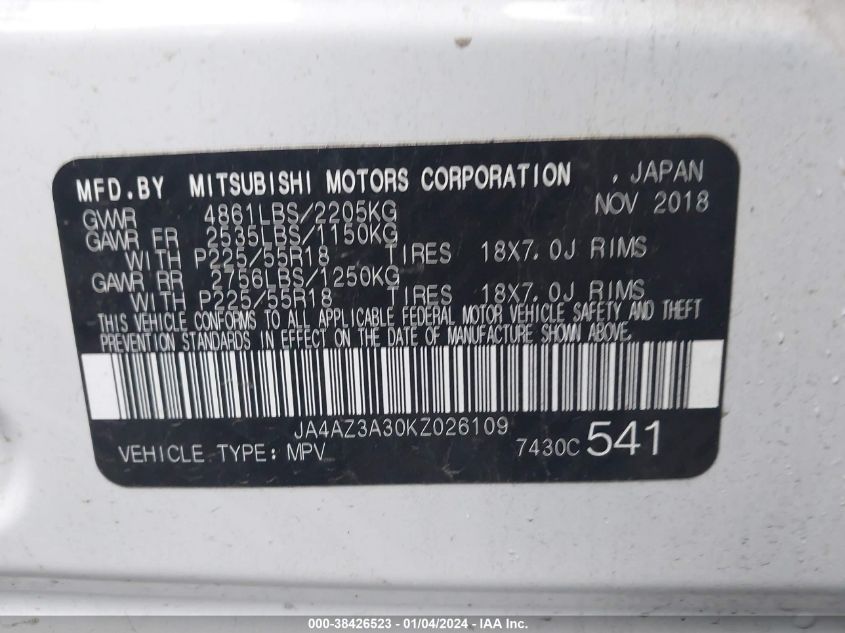 MFD.BY MITSUBISHI MOTORS CORPORATION , JAPAN
GVWR 4861LBS/2205KG NOV 2018
GAWR FR 2535LBS/1150KG
WITH P225/55R18 TIRES 18X7.0J RIMS
GAWR RR 2756LBS/1250KG
WITH P225/55R18 TIRES 18X7.0J RIMS
THIS VEHICLE CONFORMS TO ALL APPLICABLE FEDERAL MOTOR VEHICLE SAFETY AND THEFT
PREVENTION STANDARDS IN EFFECT ON THE DATE OF MANUFACTURE SHOWN ABOVE.
JA4AZ3A30KZ026109
VEHICLE TYPE: MPV 7430C 541
000-38426523 - 01/04/2024 - IAA Inc.